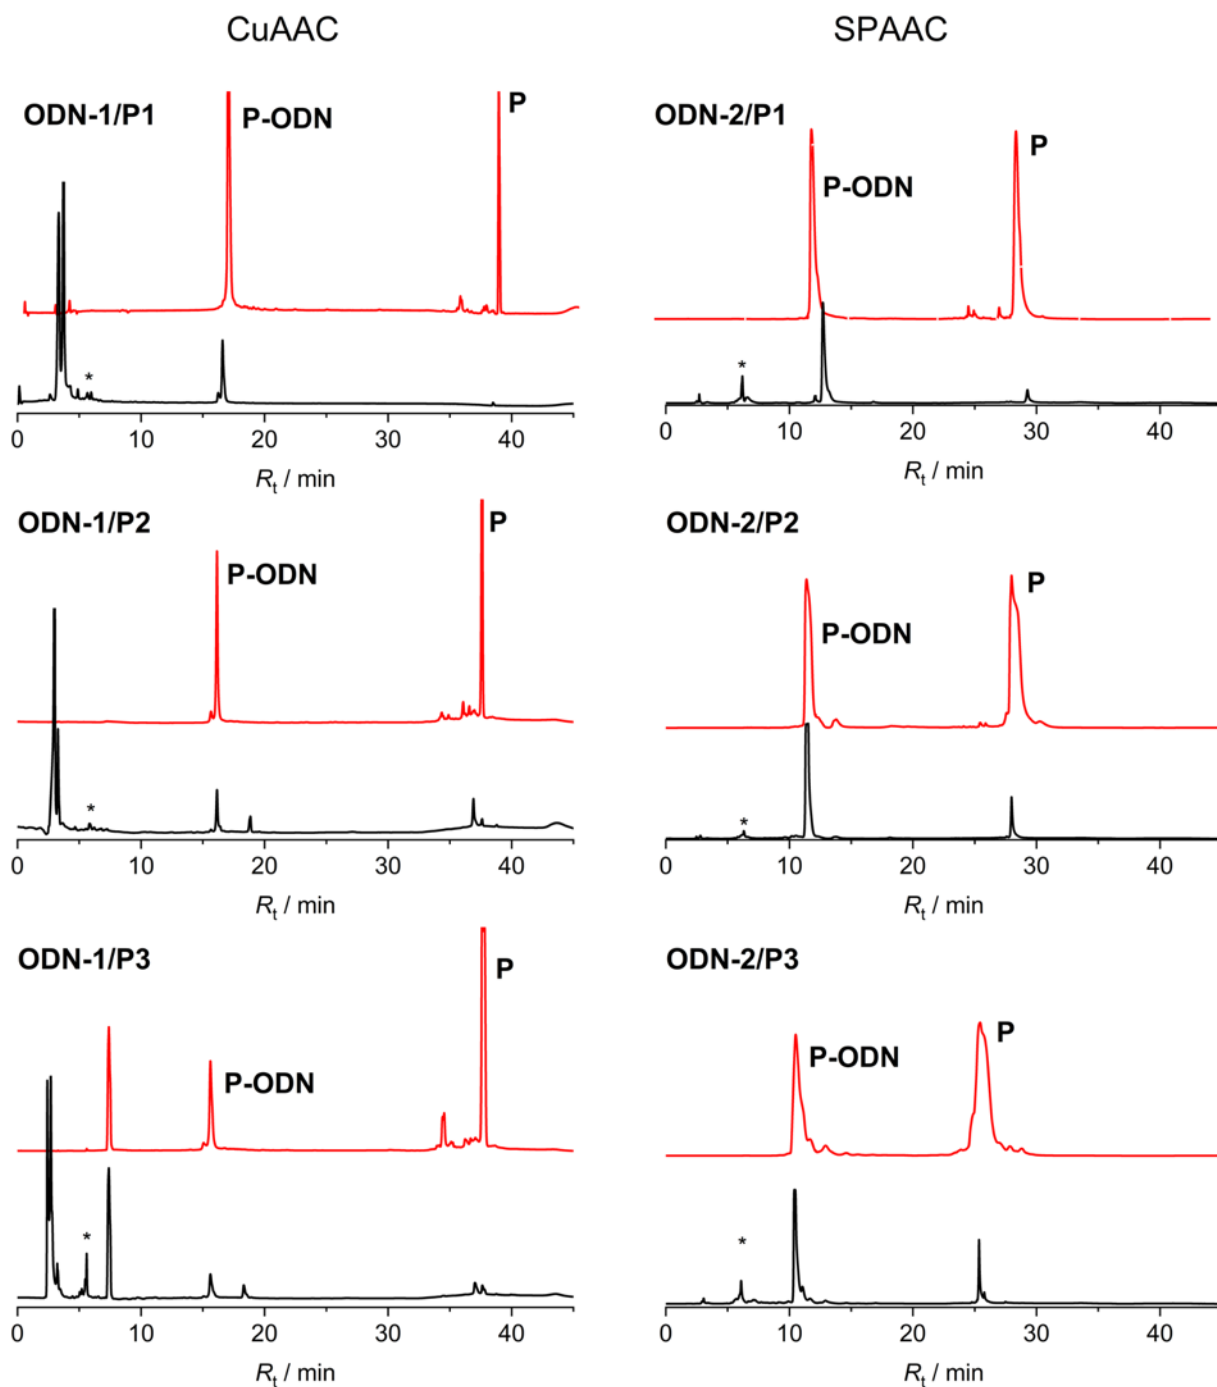 CuAAC
SPAAC
ODN-1/P1
P-ODN
P
*
0 10 20 30 40
Rt / min
ODN-2/P1
P-ODN
P
*
0 10 20 30 40
Rt / min
ODN-1/P2
P-ODN
P
*
0 10 20 30 40
Rt / min
ODN-2/P2
P-ODN
P
*
0 10 20 30 40
Rt / min
ODN-1/P3
P-ODN
P
*
0 10 20 30 40
Rt / min
ODN-2/P3
P-ODN
P
*
0 10 20 30 40
Rt / min